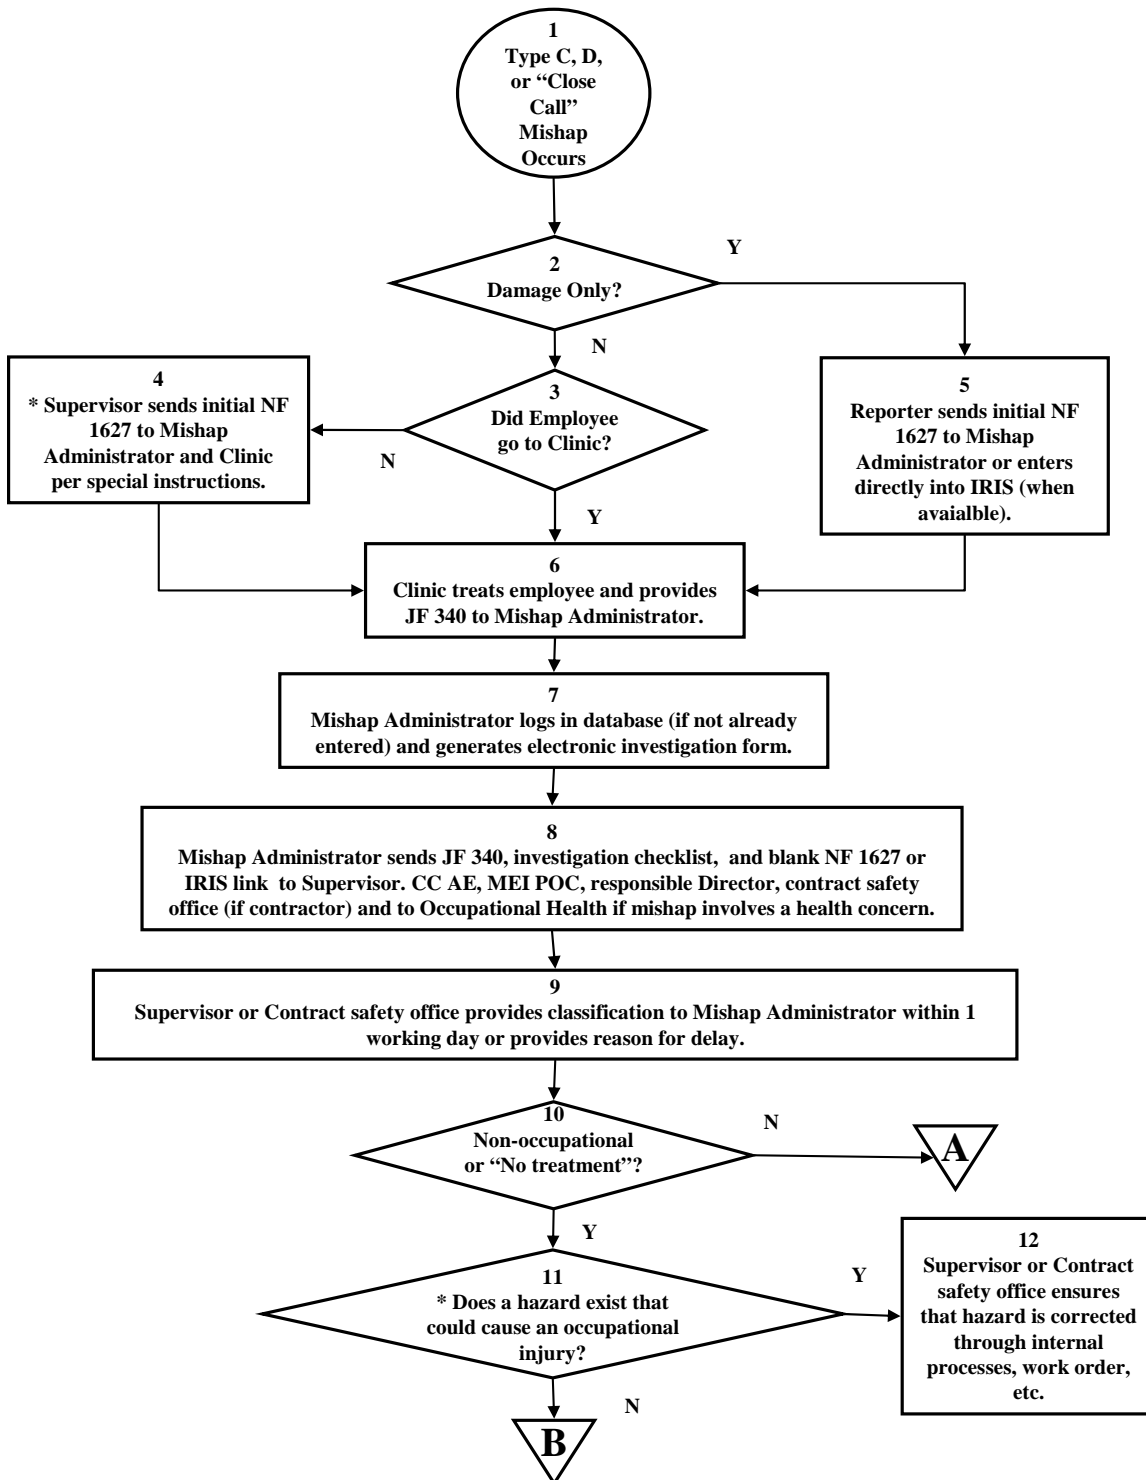 1
Type C, D,
or “Close
Call”
Mishap
Occurs
2
Damage Only?
Y
N
3
Did Employee
go to Clinic?
N
Y
4
* Supervisor sends initial NF
1627 to Mishap
Administrator and Clinic
per special instructions.
5
Reporter sends initial NF
1627 to Mishap
Administrator or enters
directly into IRIS (when
avaialble).
6
Clinic treats employee and provides
JF 340 to Mishap Administrator.
7
Mishap Administrator logs in database (if not already
entered) and generates electronic investigation form.
8
Mishap Administrator sends JF 340, investigation checklist, and blank NF 1627 or
IRIS link to Supervisor. CC AE, MEI POC, responsible Director, contract safety
office (if contractor) and to Occupational Health if mishap involves a health concern.
9
Supervisor or Contract safety office provides classification to Mishap Administrator within 1
working day or provides reason for delay.
10
Non-occupational
or “No treatment”?
N
A
Y
11
* Does a hazard exist that
could cause an occupational
injury?
Y
12
Supervisor or Contract
safety office ensures
that hazard is corrected
through internal
processes, work order,
etc.
N
B